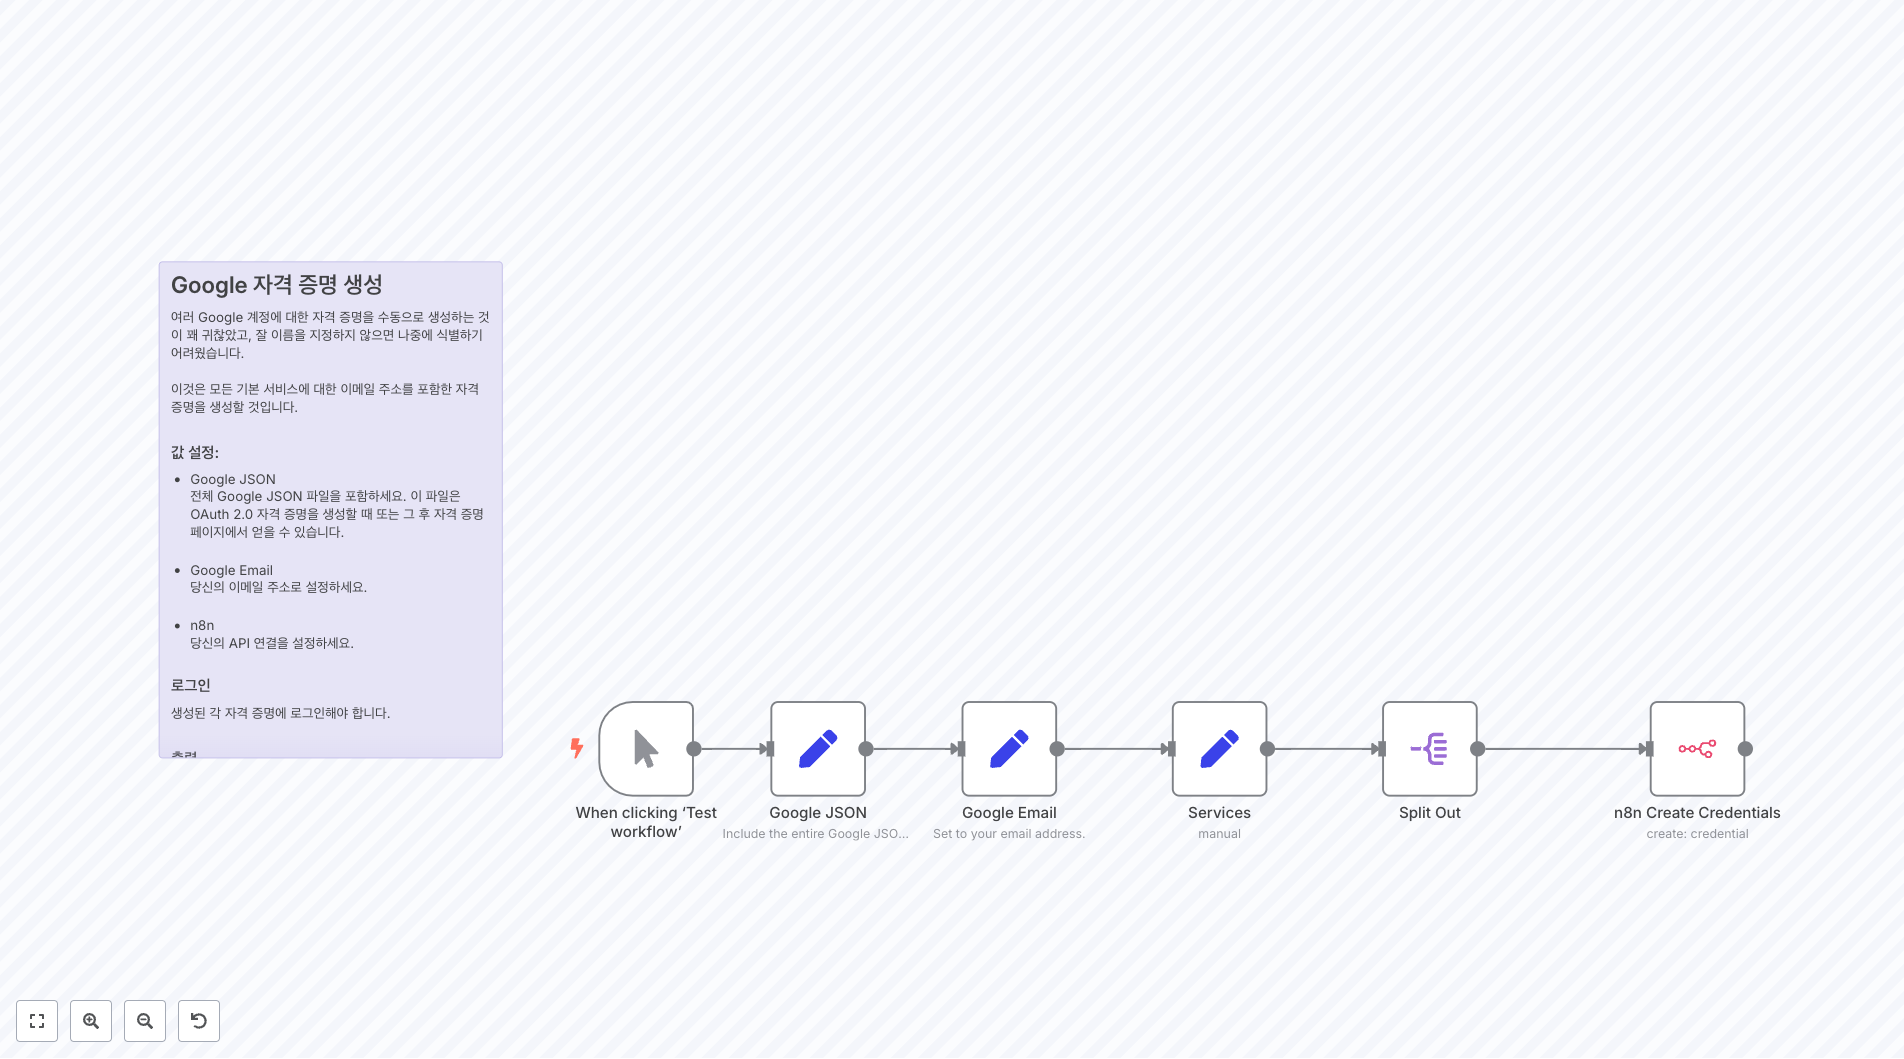 Google 자격 증명 생성
여러 Google 계정에 대한 자격 증명을 수동으로 생성하는 것
이 꽤 귀찮았고, 잘 이름을 지정하지 않으면 나중에 식별하기
어려웠습니다.
이것은 모든 기본 서비스에 대한 이메일 주소를 포함한 자격
증명을 생성할 것입니다.
값 설정:
Google JSON
전체 Google JSON 파일을 포함하세요. 이 파일은
OAuth 2.0 자격 증명을 생성할 때 또는 그 후 자격 증명
페이지에서 얻을 수 있습니다.
Google Email
당신의 이메일 주소로 설정하세요.
n8n
당신의 API 연결을 설정하세요.
로그인
생성된 각 자격 증명에 로그인해야 합니다.
When clicking ‘Test
workflow’
Google JSON
Include the entire Google JSO...
Google Email
Set to your email address.
Services
manual
Split Out
n8n Create Credentials
create: credential